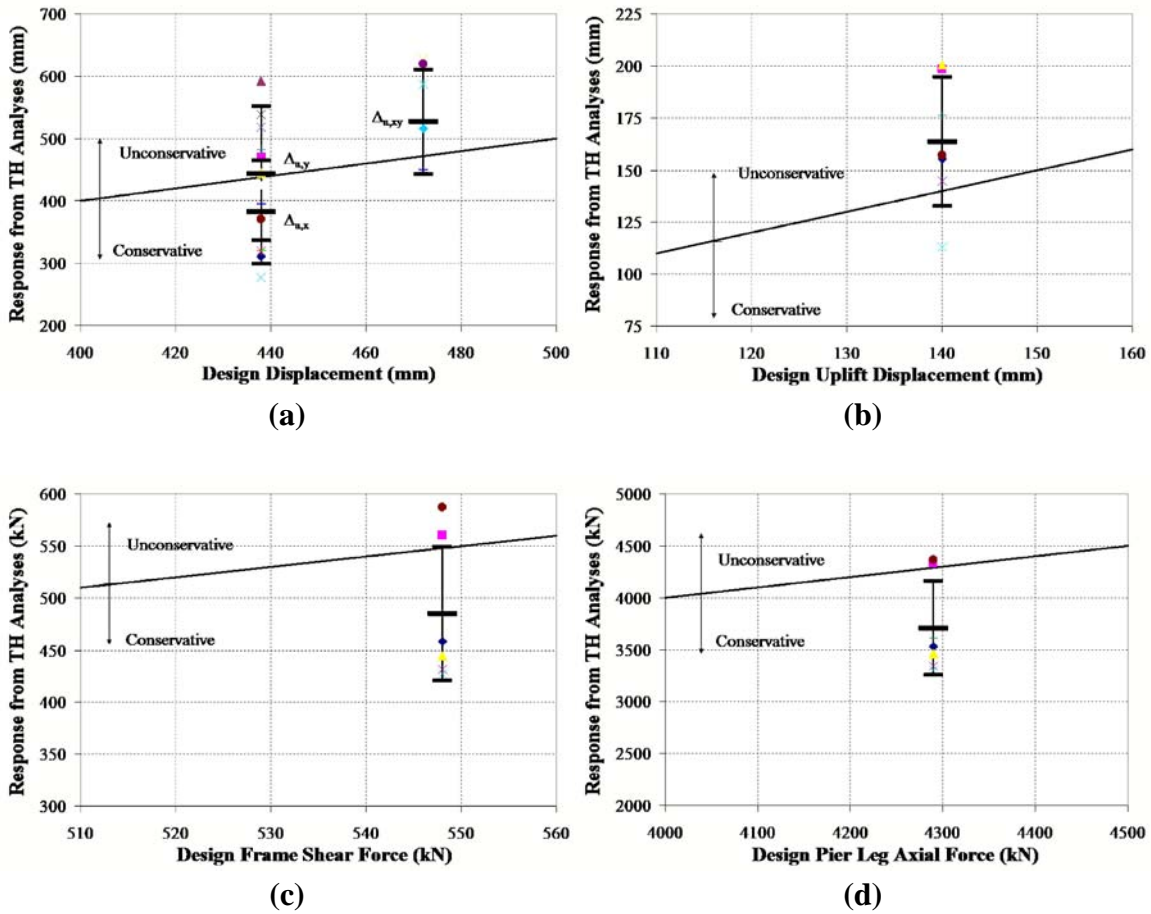 Response from TH Analyses (mm)
700
600
500
400
300
200
Unconservative
Conservative
Δu,xy
Δu,y
Δu,x
400 420 440 460 480 500
Design Displacement (mm)
(a)
Response from TH Analyses (mm)
225
200
175
150
125
100
75
Unconservative
Conservative
110 120 130 140 150 160
Design Uplift Displacement (mm)
(b)
Response from TH Analyses (kN)
600
550
500
450
400
350
300
Unconservative
Conservative
510 520 530 540 550 560
Design Frame Shear Force (kN)
(c)
Response from TH Analyses (kN)
5000
4500
4000
3500
3000
2500
2000
Unconservative
Conservative
4000 4100 4200 4300 4400 4500
Design Pier Leg Axial Force (kN)
(d)